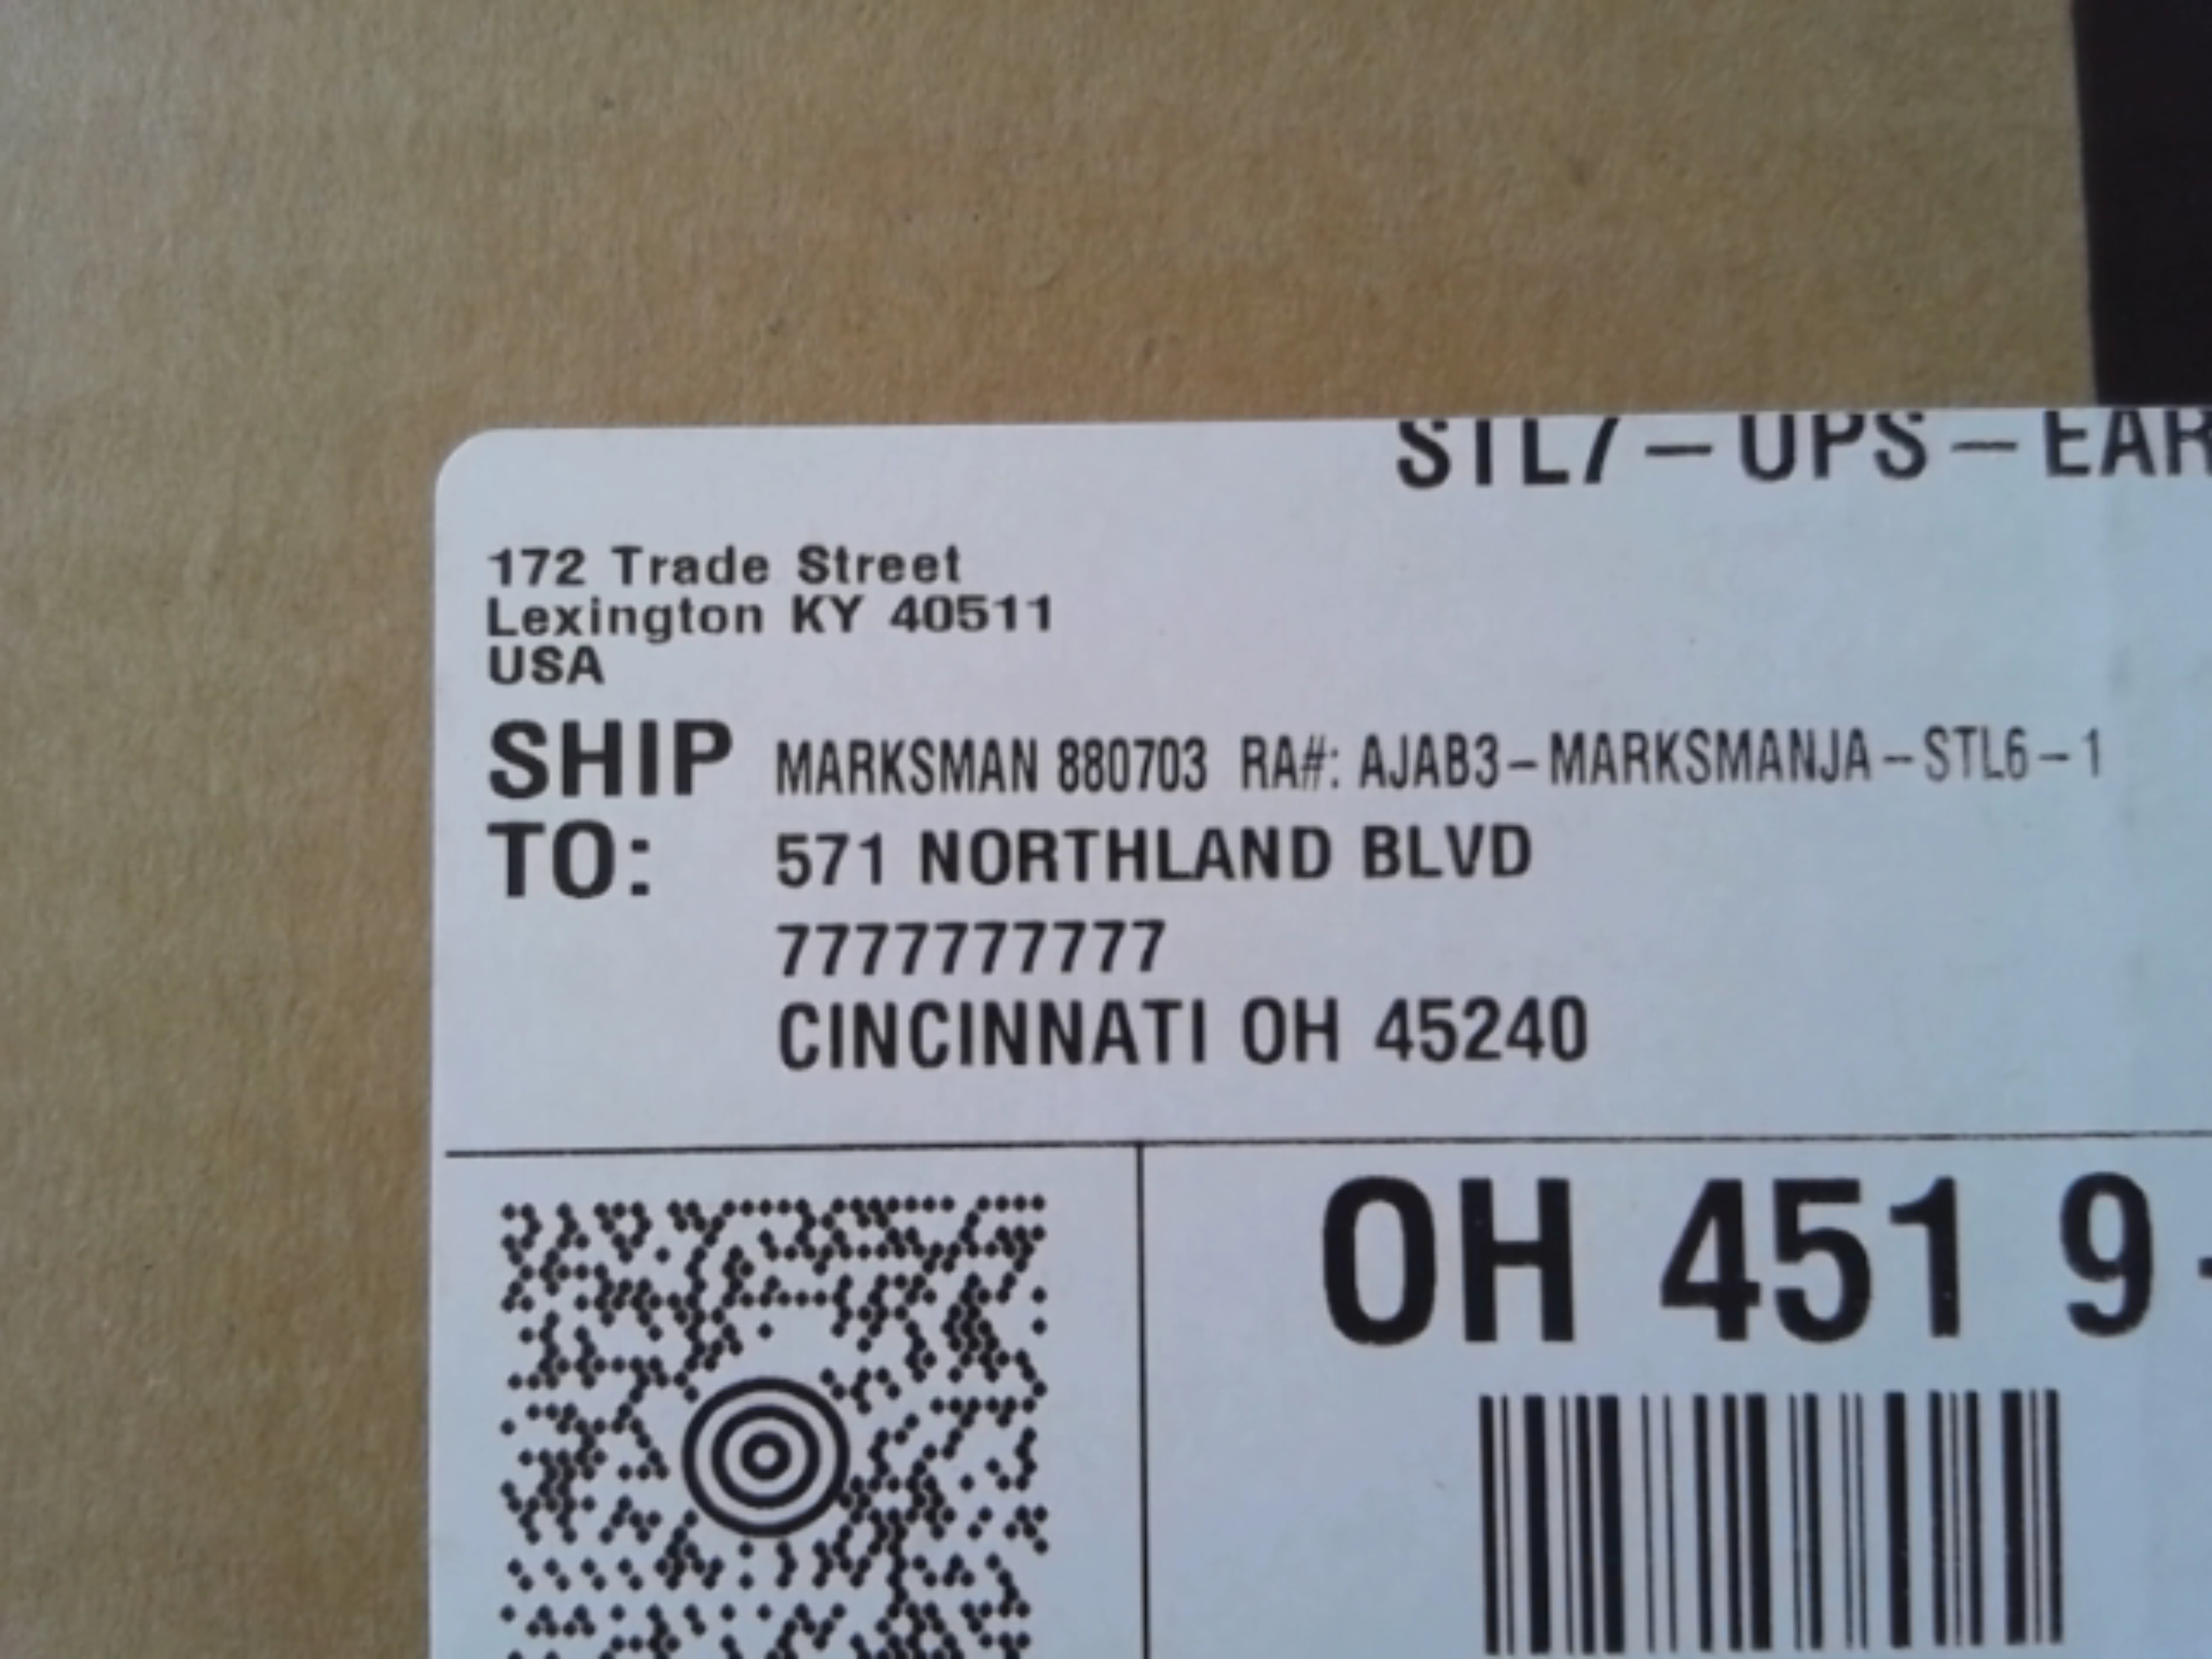 STL7-UPS-EAR
172 Trade Street
Lexington KY 40511
USA
SHIP TO: MARKSMAN 880703 RA#: AJAB3-MARKSMANJA-STL6-1
571 NORTHLAND BLVD
7777777777
CINCINNATI OH 45240
OH 451 9-